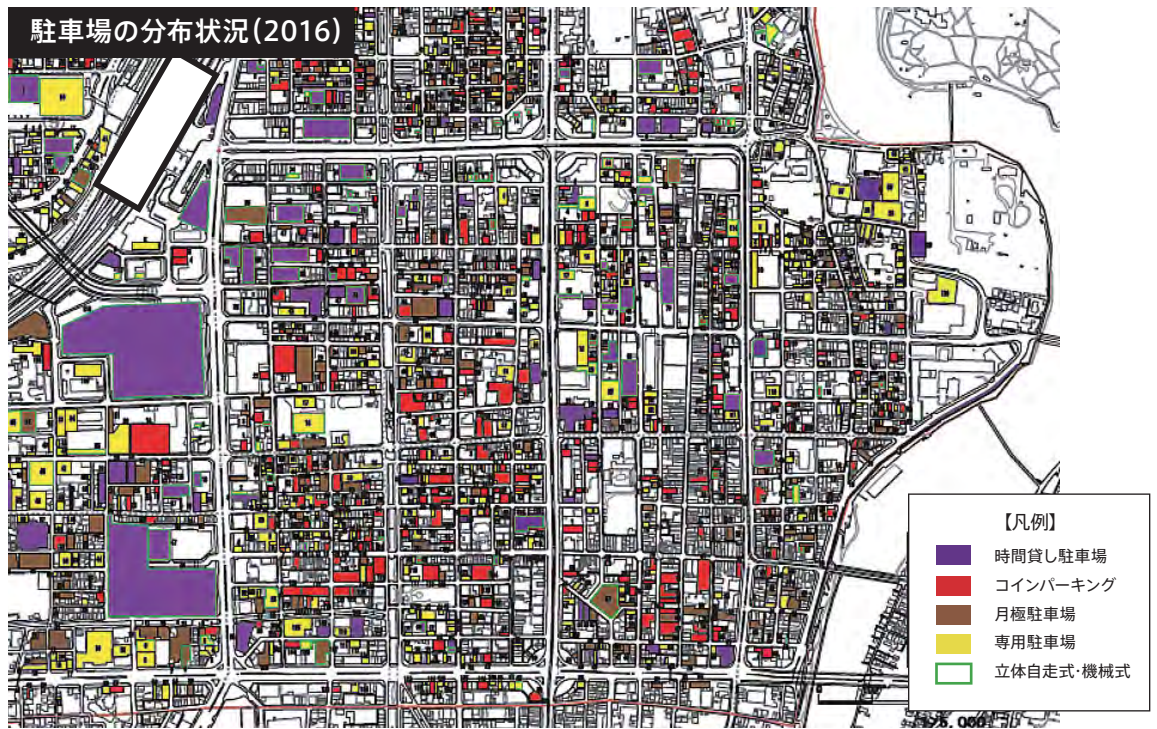 駐車場の分布状況(2016)
【凡例】
時間貸し駐車場
コインパーキング
月極駐車場
専用駐車場
立体自走式・機械式